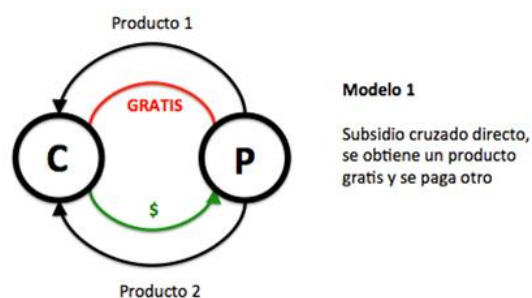 Producto 1
GRATIS
C
P
$
Producto 2
Modelo 1
Subsidio cruzado directo,
se obtiene un producto
gratis y se paga otro